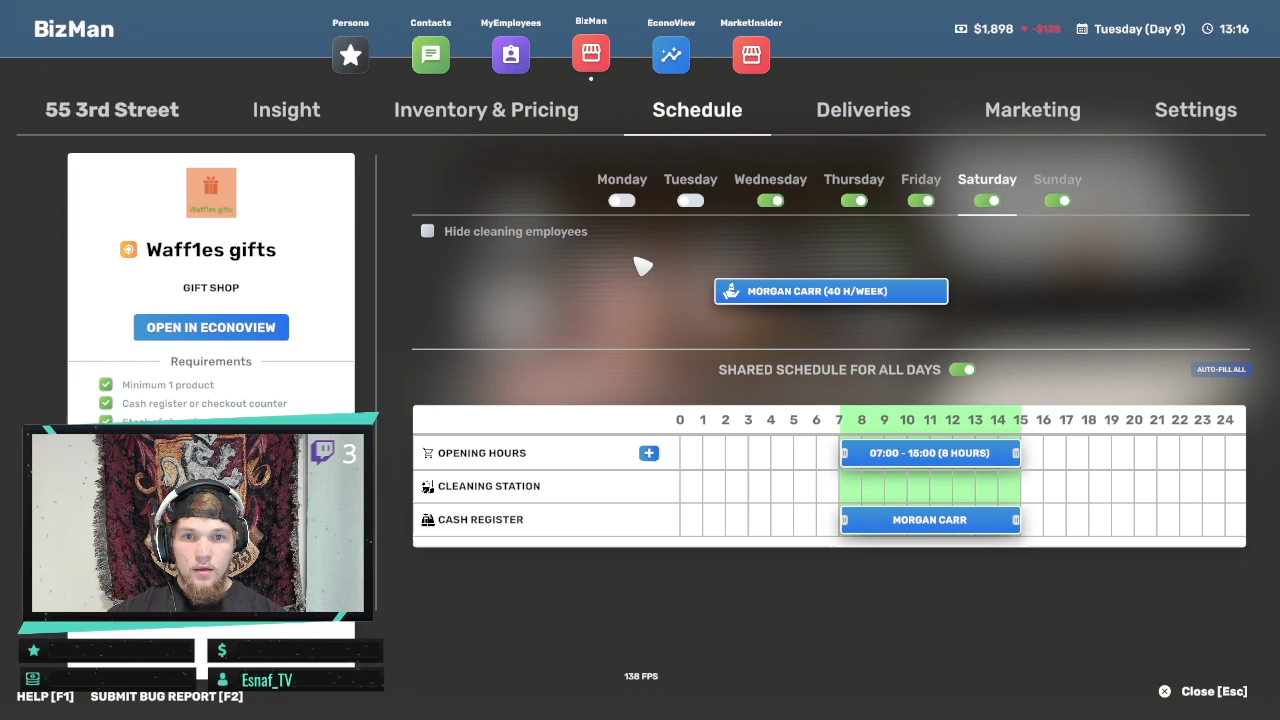 BizMan
Persona
Contacts
MyEmployees
BizMan
EconoView
MarketInsider
$1,898 -$128
Tuesday (Day 9)
13:16
55 3rd Street
Insight
Inventory & Pricing
Schedule
Deliveries
Marketing
Settings
Waff1es gifts
Waff1es gifts
GIFT SHOP
OPEN IN ECONOVIEW
Requirements
Minimum 1 product
Cash register or checkout counter
Monday Tuesday Wednesday Thursday Friday Saturday Sunday
Hide cleaning employees
MORGAN CARR (40 H/WEEK)
SHARED SCHEDULE FOR ALL DAYS
AUTO-FILL ALL
0 1 2 3 4 5 6 7 8 9 10 11 12 13 14 15 16 17 18 19 20 21 22 23 24
OPENING HOURS
07:00 - 15:00 (8 HOURS)
CLEANING STATION
CASH REGISTER
MORGAN CARR
3
$
Esnaf_TV
138 FPS
HELP [F1]
SUBMIT BUG REPORT [F2]
Close [Esc]